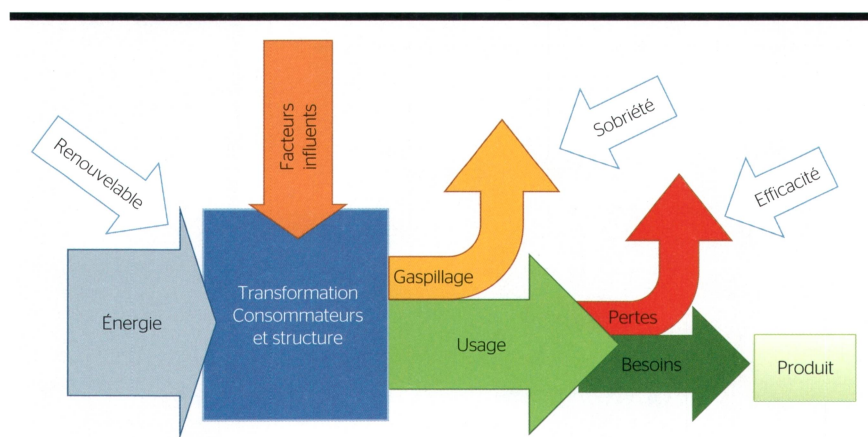 Renouvelable
Facteurs
influents
Sobriété
Efficacité
Énergie
Transformation
Consommateurs
et structure
Gaspillage
Usage
Pertes
Besoins
Produit